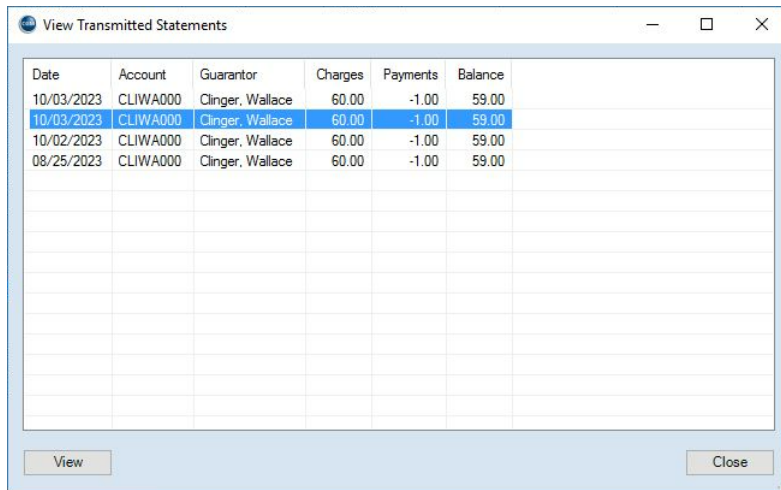 View Transmitted Statements
Date Account Guarantor Charges Payments Balance
10/03/2023 CLIWA000 Clinger, Wallace 60.00 -1.00 59.00
10/03/2023 CLIWA000 Clinger, Wallace 60.00 -1.00 59.00
10/02/2023 CLIWA000 Clinger, Wallace 60.00 -1.00 59.00
08/25/2023 CLIWA000 Clinger, Wallace 60.00 -1.00 59.00
View Close